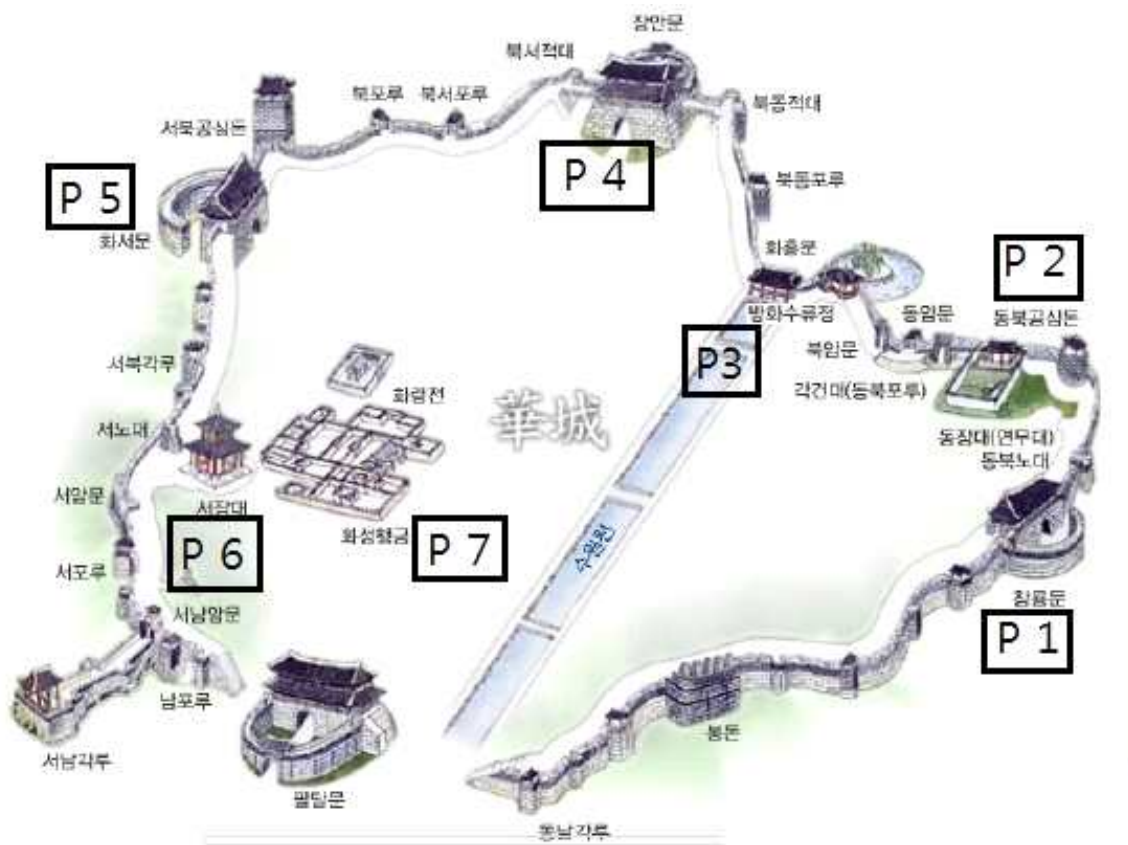 장안문
북서적대
북포루
북서포루
북동적대
서북공심돈
P 4
북동포루
P 5
화서문
화홍문
P 2
방화수류정
동암문
동북공심돈
북암문
P3
서북각루
화령전
각건대(동북포루)
華城
서노대
동장대(연무대)
동북노대
서암문
서장대
화성행궁
P 6
P 7
수원천
서포루
창룡문
서남암문
P 1
남포루
봉돈
서남각루
팔달문
동남각루